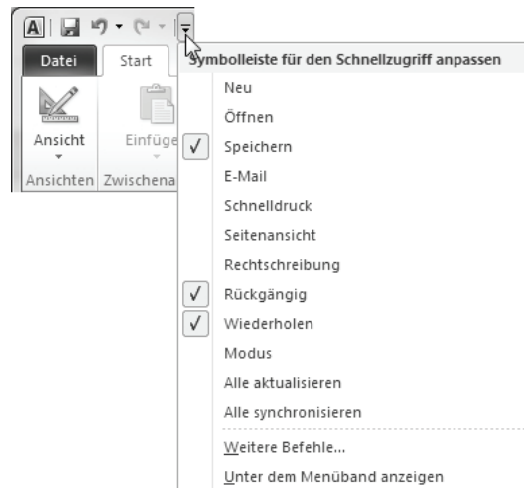 A
Datei Start
Symbolleiste für den Schnellzugriff anpassen
Ansicht Einfüge
Ansichten Zwischena
Neu
Öffnen
Speichern
E-Mail
Schnelldruck
Seitenansicht
Rechtschreibung
Rückgängig
Wiederholen
Modus
Alle aktualisieren
Alle synchronisieren
Weitere Befehle...
Unter dem Menüband anzeigen